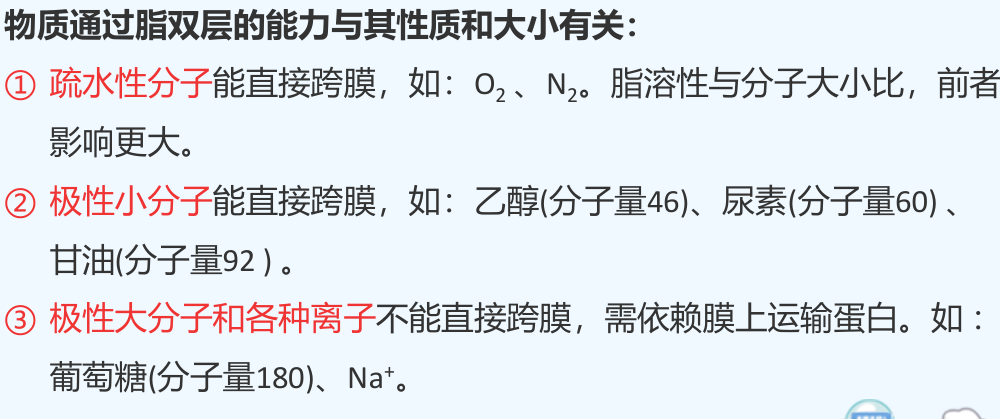 物质通过脂双层的能力与其性质和大小有关：
① 疏水性分子能直接跨膜，如：O₂ 、N₂。脂溶性与分子大小比，前者
影响更大。
② 极性小分子能直接跨膜，如：乙醇(分子量46)、尿素(分子量60) 、
甘油(分子量92 ) 。
③ 极性大分子和各种离子不能直接跨膜，需依赖膜上运输蛋白。如：
葡萄糖(分子量180)、Na⁺。